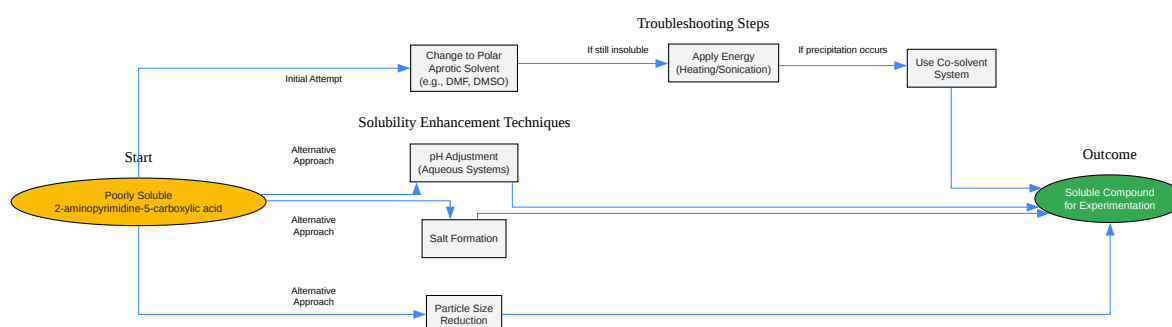 Troubleshooting Steps
Change to Polar
Aprotic Solvent
(e.g., DMF, DMSO)
If still insoluble
Apply Energy
(Heating/Sonication)
If precipitation occurs
Use Co-solvent
System
Initial Attempt
Solubility Enhancement Techniques
Start
Alternative
Approach
pH Adjustment
(Aqueous Systems)
Outcome
Poorly Soluble
2-aminopyrimidine-5-carboxylic acid
Soluble Compound
for Experimentation
Alternative
Approach
Salt Formation
Alternative
Approach
Particle Size
Reduction